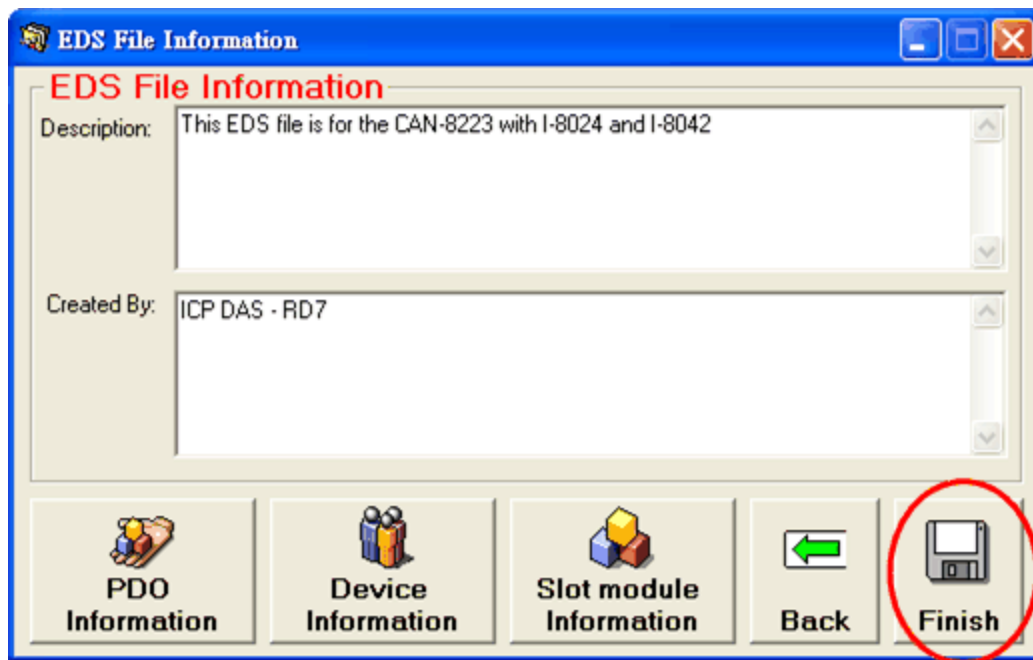 EDS File Information
EDS File Information
Description:
This EDS file is for the CAN-8223 with I-8024 and I-8042
Created By:
ICP DAS - RD7
PDO
Information
Device
Information
Slot module
Information
Back
Finish